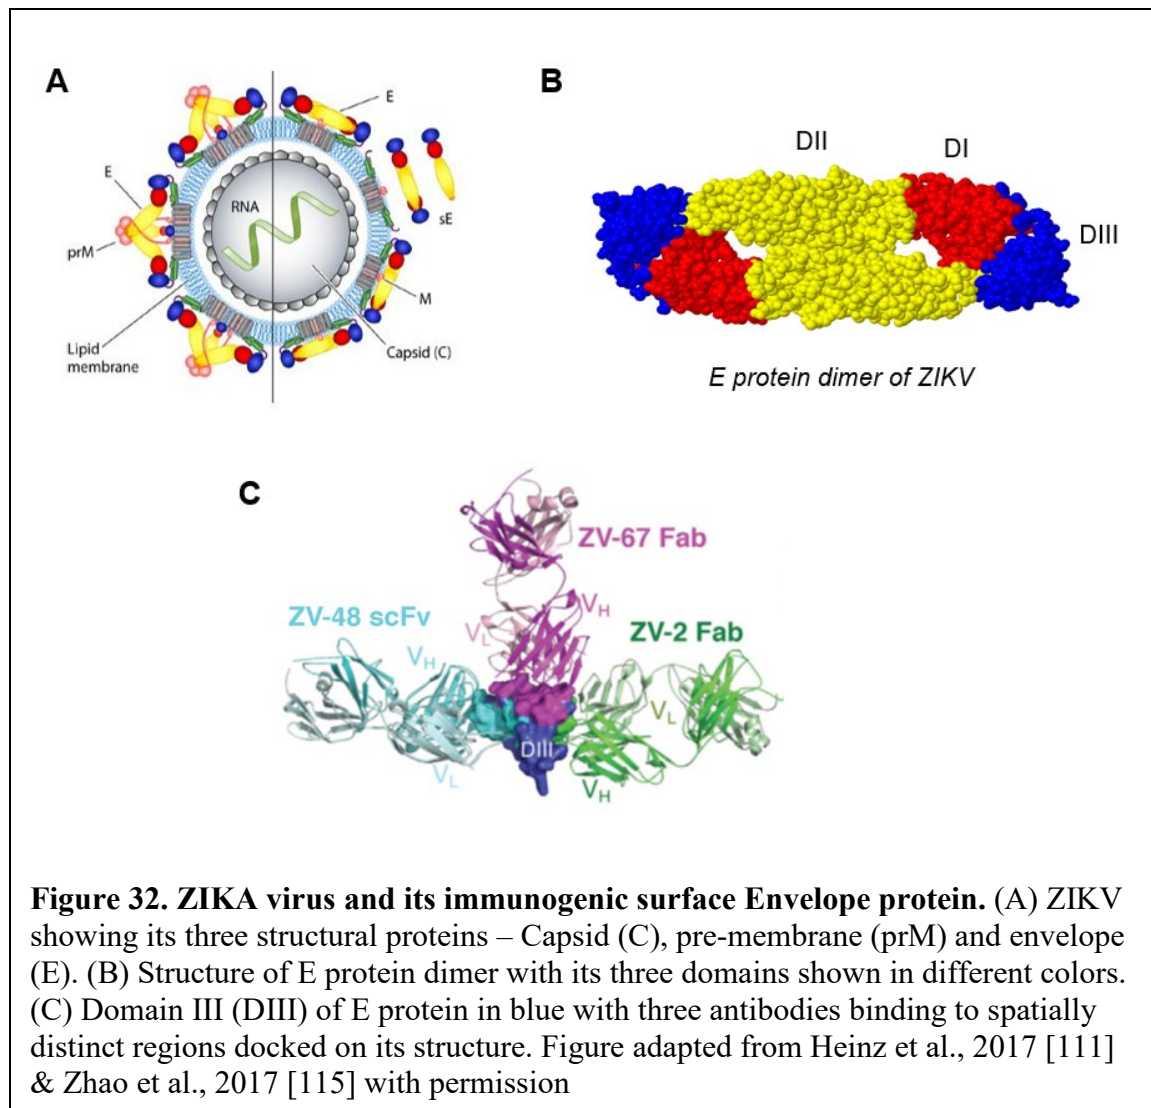 A
E
E
RNA
sE
prM
M
Lipid
membrane
Capsid (C)
B
DII
DI
DIII
E protein dimer of ZIKV
C
ZV-67 Fab
ZV-48 scFv
VH
VL
ZV-2 Fab
VH
VL
DIII
VL
VH
Figure 32. ZIKA virus and its immunogenic surface Envelope protein. (A) ZIKV
showing its three structural proteins – Capsid (C), pre-membrane (prM) and envelope
(E). (B) Structure of E protein dimer with its three domains shown in different colors.
(C) Domain III (DIII) of E protein in blue with three antibodies binding to spatially
distinct regions docked on its structure. Figure adapted from Heinz et al., 2017 [111]
& Zhao et al., 2017 [115] with permission